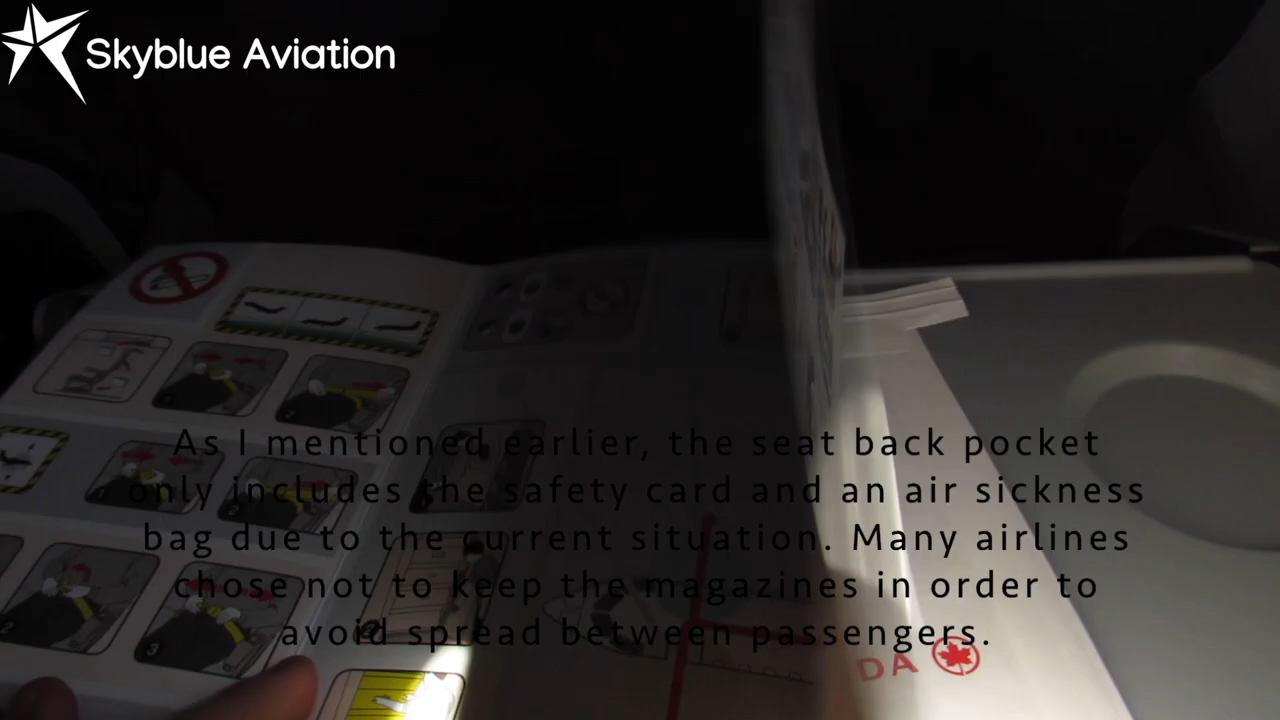 Skyblue Aviation
As I mentioned earlier, the seat back pocket
only includes the safety card and an air sickness
bag due to the current situation. Many airlines
chose not to keep the magazines in order to
avoid spread between passengers.
DA